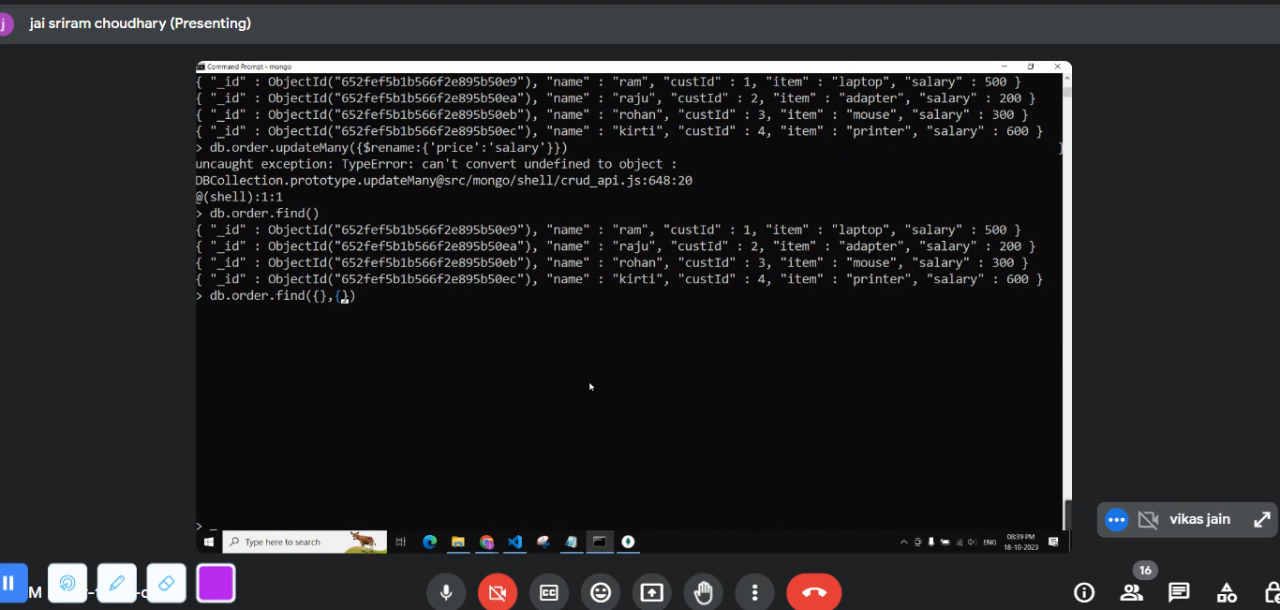 jai sriram choudhary (Presenting)
Command Prompt - mongo
{ "_id" : ObjectId("652fef5b1b566f2e895b50e9"), "name" : "ram", "custId" : 1, "item" : "laptop", "salary" : 500 }
{ "_id" : ObjectId("652fef5b1b566f2e895b50ea"), "name" : "raju", "custId" : 2, "item" : "adapter", "salary" : 200 }
{ "_id" : ObjectId("652fef5b1b566f2e895b50eb"), "name" : "rohan", "custId" : 3, "item" : "mouse", "salary" : 300 }
{ "_id" : ObjectId("652fef5b1b566f2e895b50ec"), "name" : "kirti", "custId" : 4, "item" : "printer", "salary" : 600 }
> db.order.updateMany({$rename:{'price':'salary'}})
uncaught exception: TypeError: can't convert undefined to object :
DBCollection.prototype.updateMany@src/mongo/shell/crud_api.js:648:20
@(shell):1:1
> db.order.find()
{ "_id" : ObjectId("652fef5b1b566f2e895b50e9"), "name" : "ram", "custId" : 1, "item" : "laptop", "salary" : 500 }
{ "_id" : ObjectId("652fef5b1b566f2e895b50ea"), "name" : "raju", "custId" : 2, "item" : "adapter", "salary" : 200 }
{ "_id" : ObjectId("652fef5b1b566f2e895b50eb"), "name" : "rohan", "custId" : 3, "item" : "mouse", "salary" : 300 }
{ "_id" : ObjectId("652fef5b1b566f2e895b50ec"), "name" : "kirti", "custId" : 4, "item" : "printer", "salary" : 600 }
> db.order.find({},{})
> _
vikas jain
Type here to search
ENG
08:39 PM
18-10-2023
16
CC